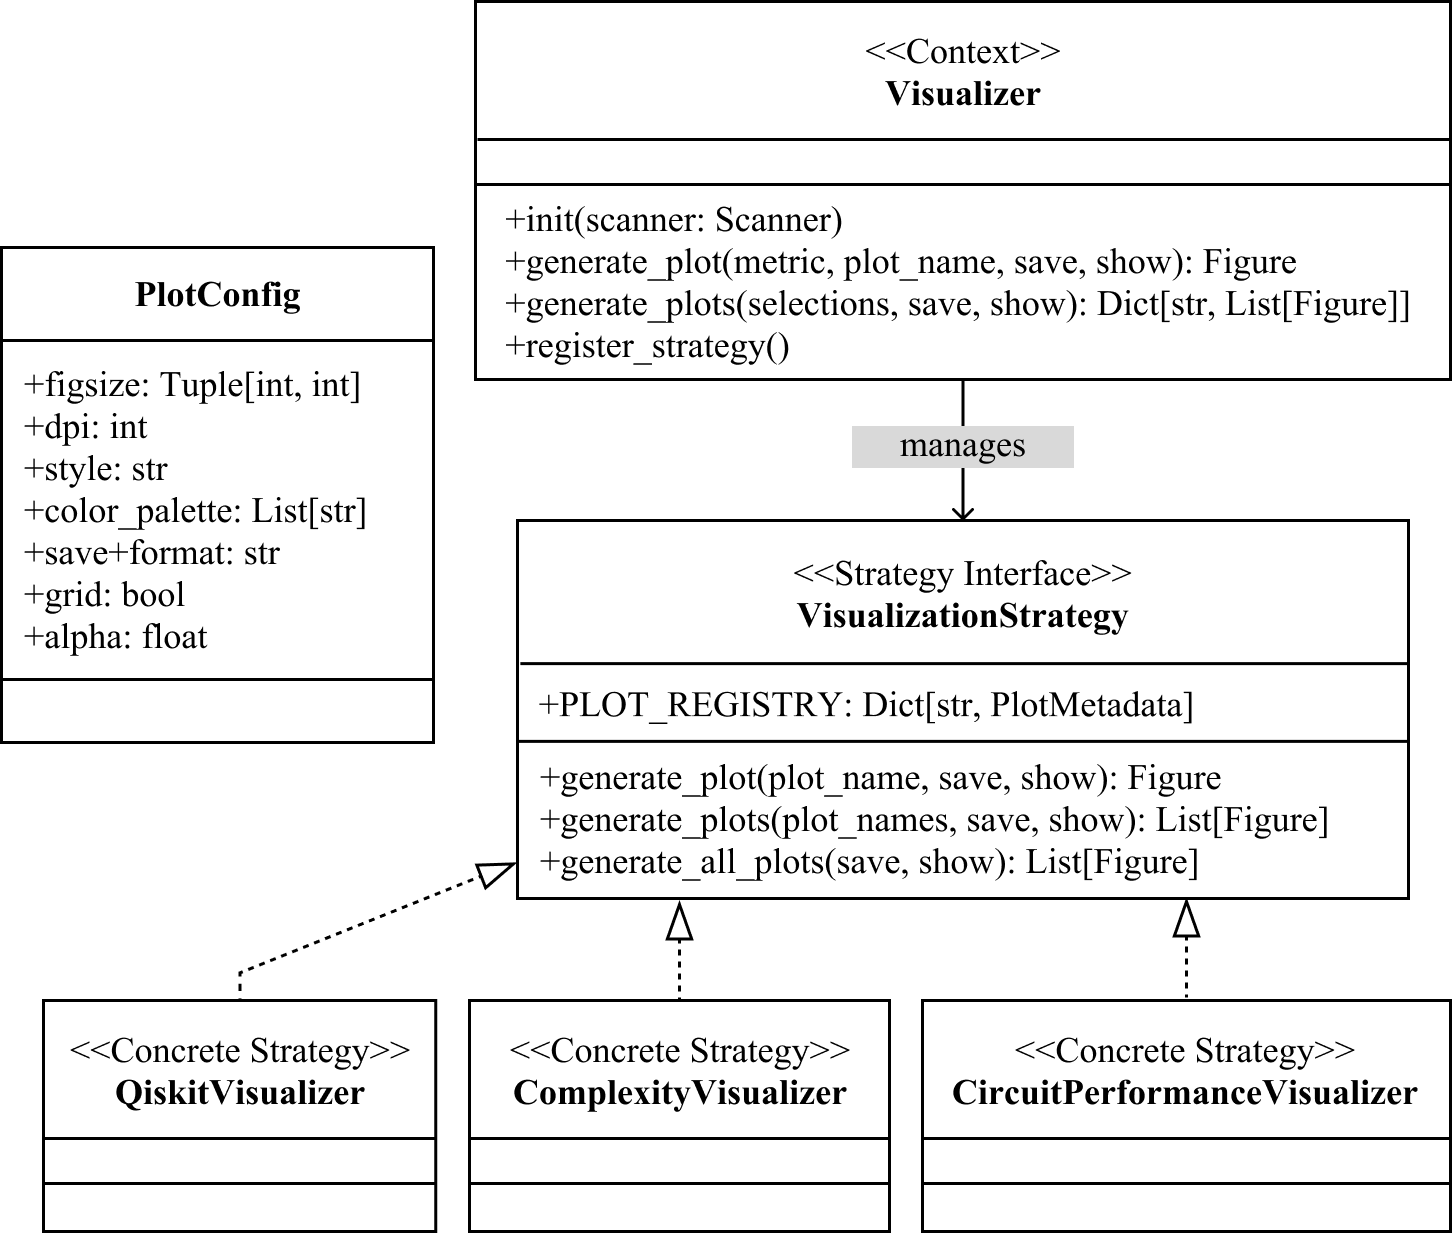 <<Context>>
Visualizer
+init(scanner: Scanner)
+generate_plot(metric, plot_name, save, show): Figure
+generate_plots(selections, save, show): Dict[str, List[Figure]]
+register_strategy()
PlotConfig
+figsize: Tuple[int, int]
+dpi: int
+style: str
+color_palette: List[str]
+save+format: str
+grid: bool
+alpha: float
manages
<<Strategy Interface>>
VisualizationStrategy
+PLOT_REGISTRY: Dict[str, PlotMetadata]
+generate_plot(plot_name, save, show): Figure
+generate_plots(plot_names, save, show): List[Figure]
+generate_all_plots(save, show): List[Figure]
<<Concrete Strategy>>
QiskitVisualizer
<<Concrete Strategy>>
ComplexityVisualizer
<<Concrete Strategy>>
CircuitPerformanceVisualizer